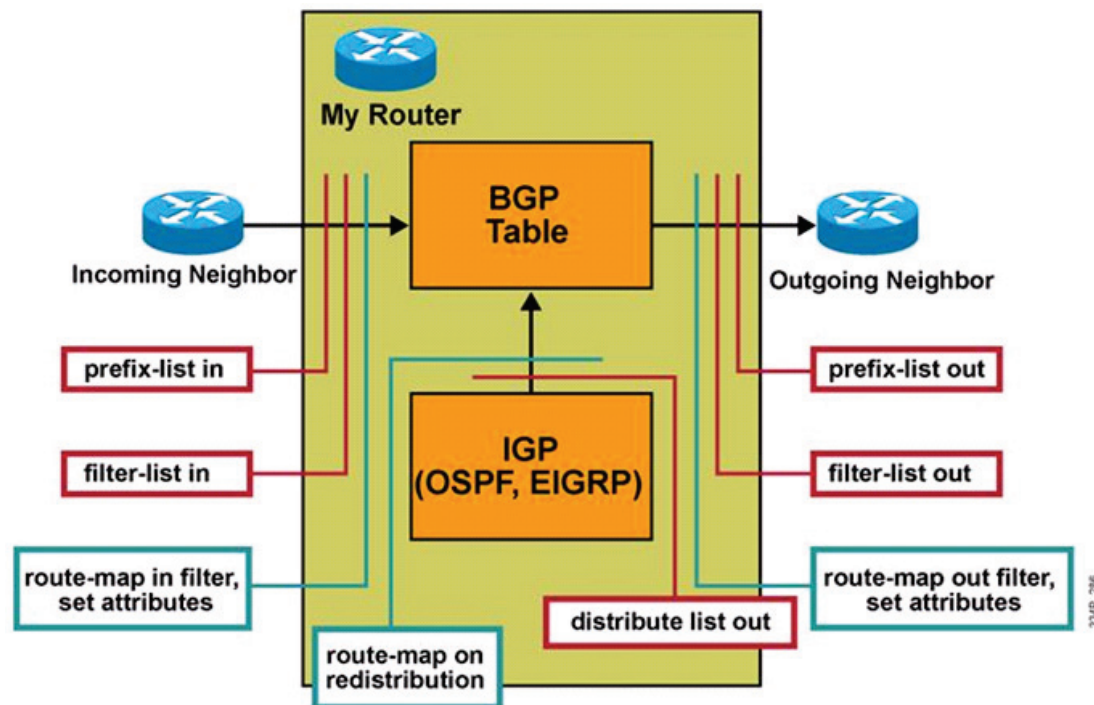 My Router
BGP
Table
Incoming Neighbor
Outgoing Neighbor
prefix-list in
prefix-list out
IGP
(OSPF, EIGRP)
filter-list in
filter-list out
route-map in filter,
set attributes
route-map out filter,
set attributes
distribute list out
route-map on
redistribution